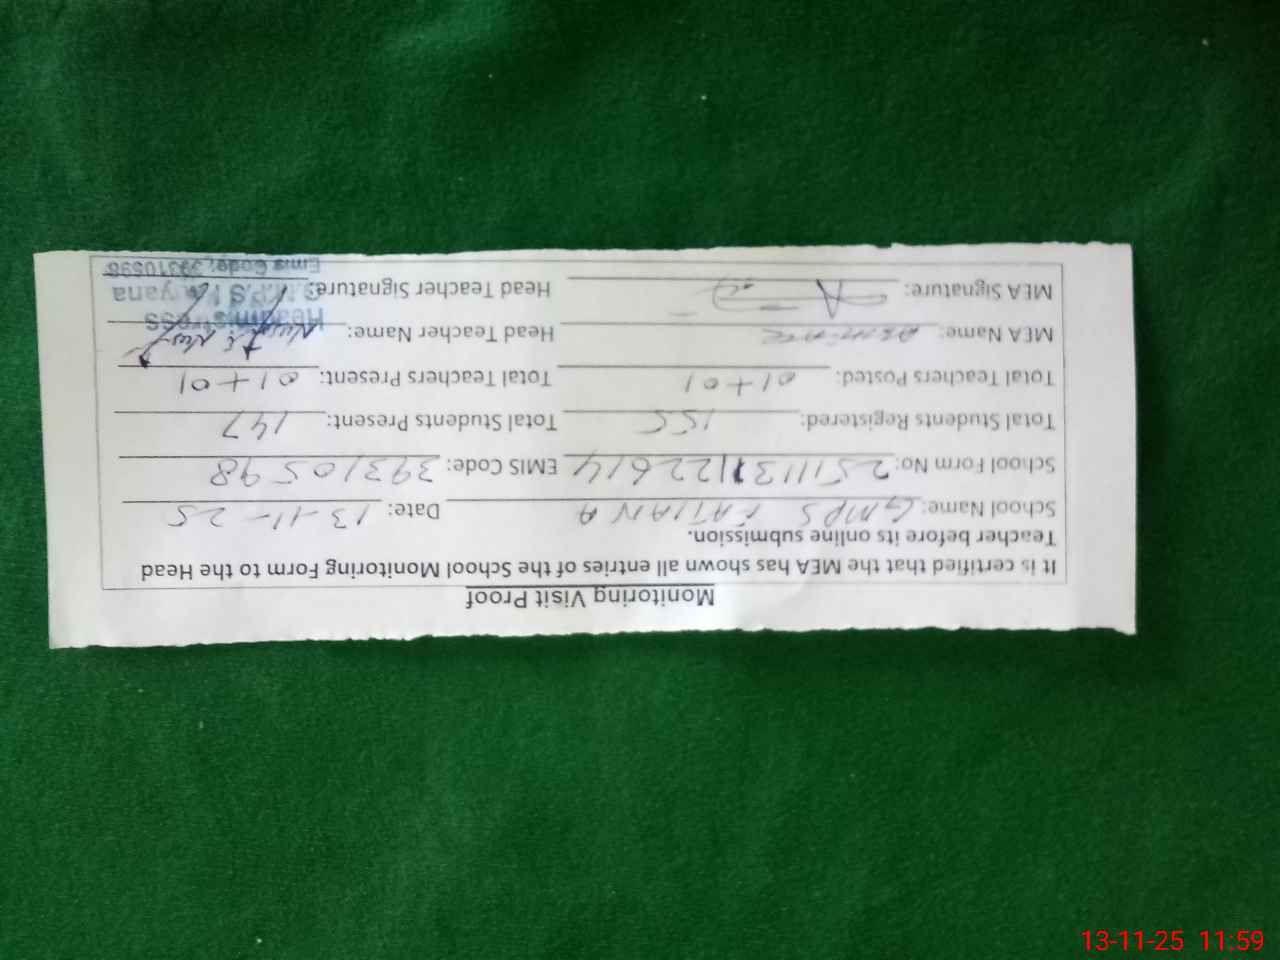 Monitoring Visit Proof
It is certified that the MEA has shown all entries of the School Monitoring Form to the Head
Teacher before its online submission.
School Name: GMPS FATIANA Date: 13-11-25
School Form No: 2511131122614 EMIS Code: 39310598
Total Students Registered: 155 Total Students Present: 147
Total Teachers Posted: 01+01 Total Teachers Present: 01+01
MEA Name: Head Teacher Name:
Headmistress
MEA Signature: Head Teacher Signature:
Emis Code: 39310598
13-11-25 11:59